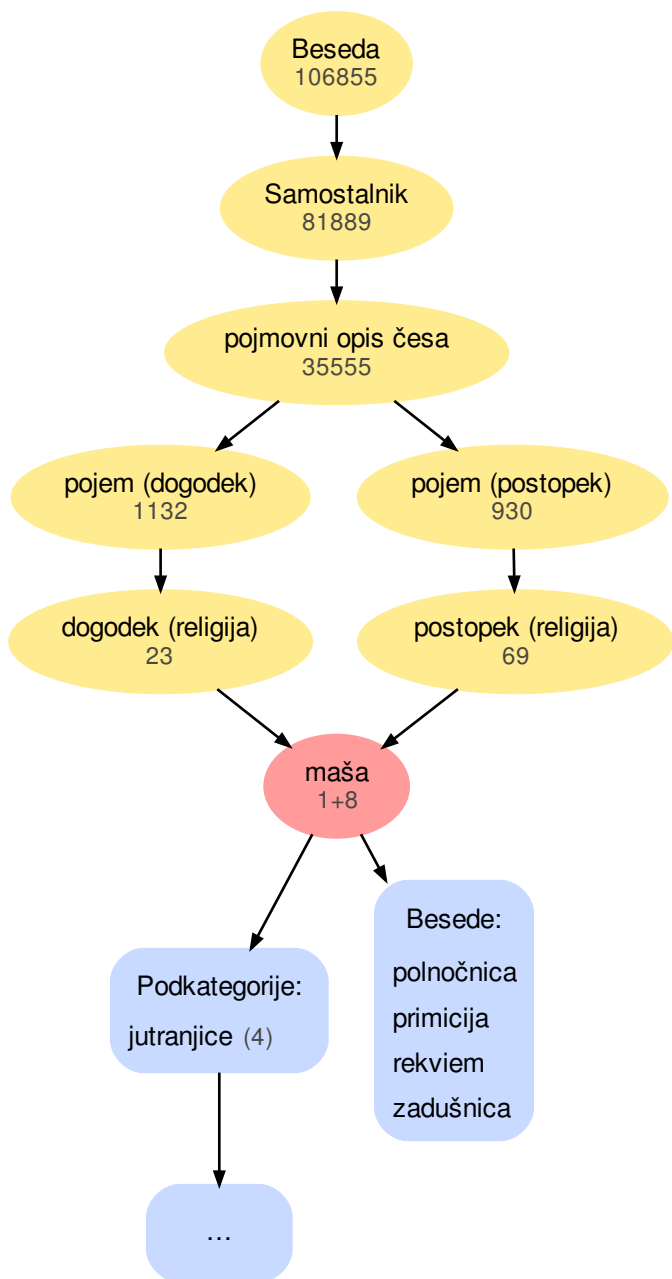 Beseda
106855
Samostalnik
81889
pojmovni opis česa
35555
pojem (dogodek)
1132
pojem (postopek)
930
dogodek (religija)
23
postopek (religija)
69
maša
1+8
Podkategorije:
jutranjice (4)
Besede:
polnočnica
primicija
rekviem
zadušnica
...